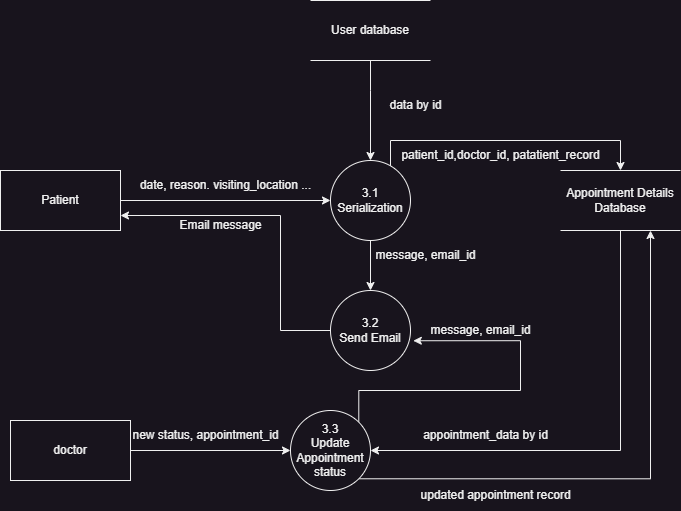 User database
data by id
patient_id,doctor_id, patatient_record
date, reason. visiting_location ...
3.1
Serialization
Patient
Appointment Details
Database
Email message
message, email_id
3.2
Send Email
message, email_id
3.3
Update
Appointment
status
new status, appointment_id
doctor
appointment_data by id
updated appointment record